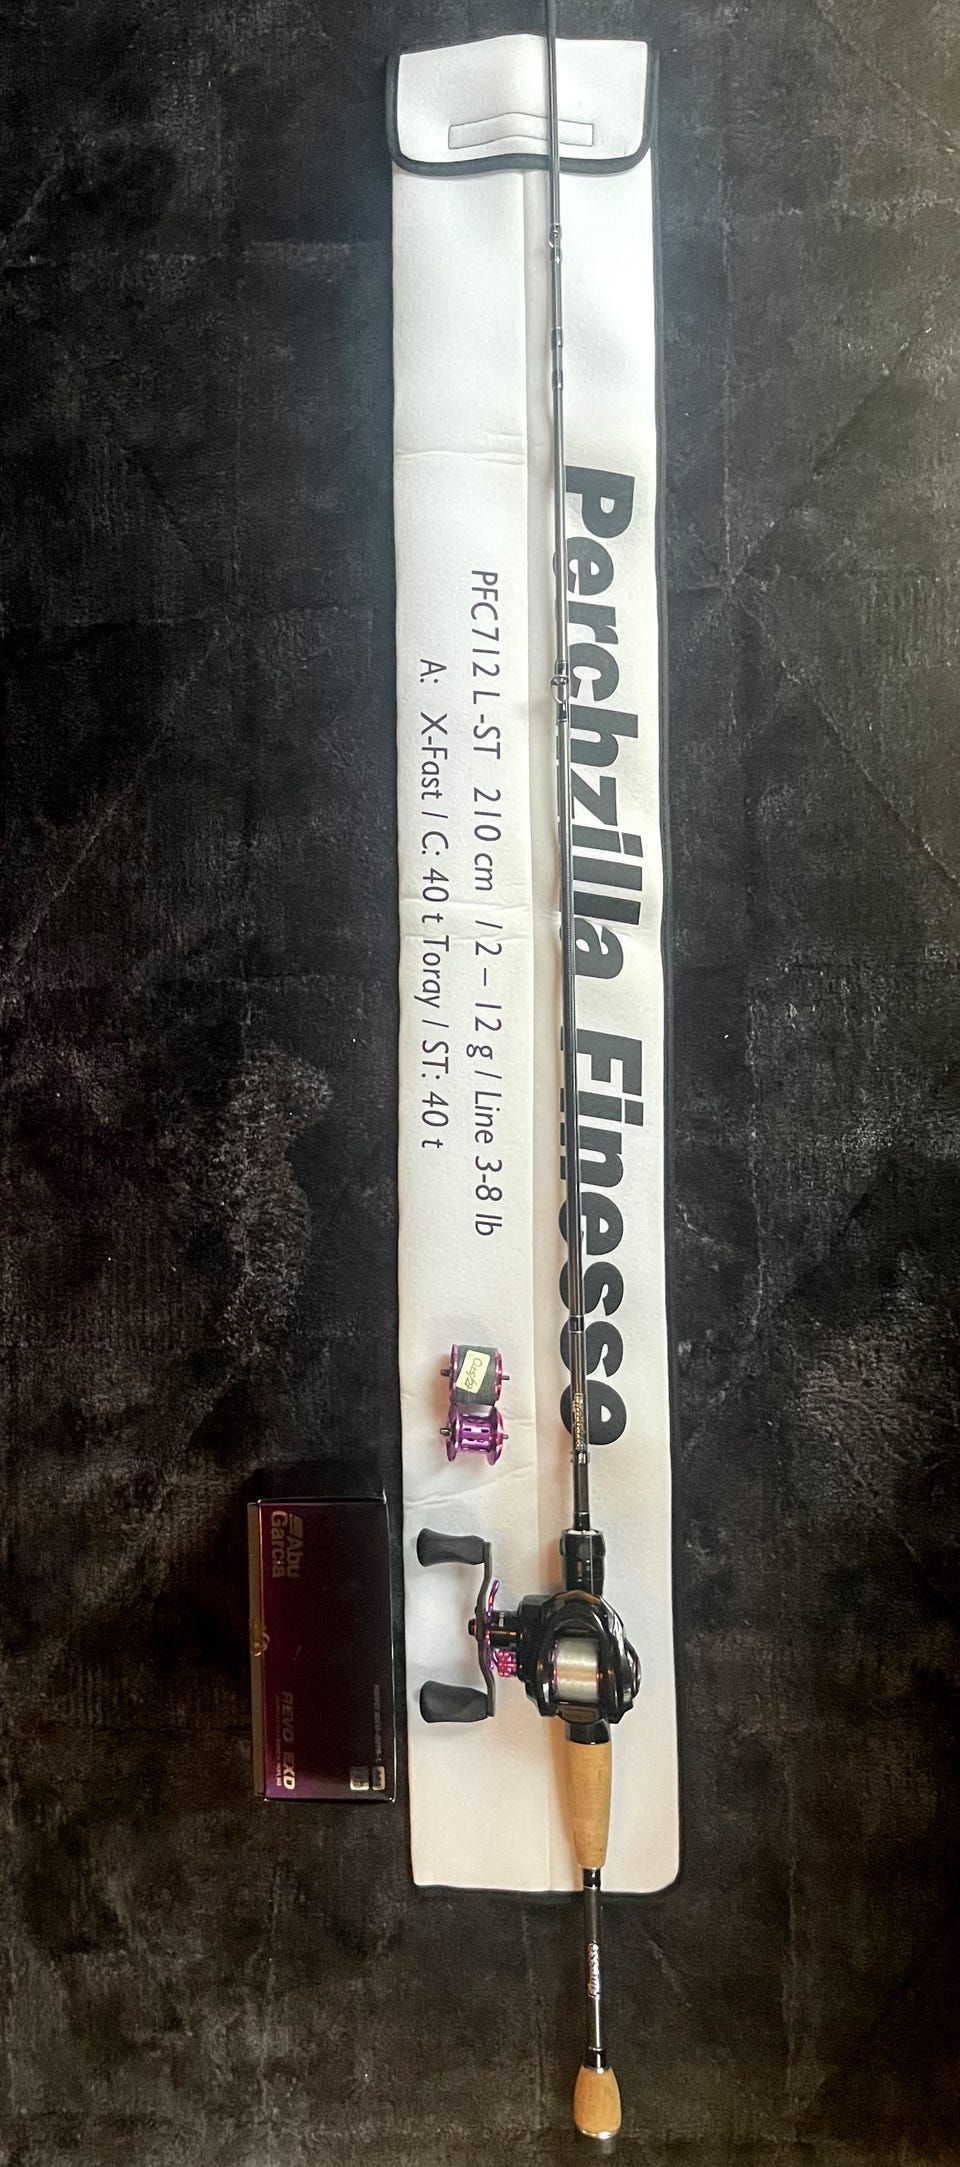 Perchzilla Finesse
PFC712 L-ST 210 cm / 2 – 12 g / Line 3-8 lb
A: X-Fast / C: 40 t Toray / ST: 40 t
Abu
Garcia
REVO EXD